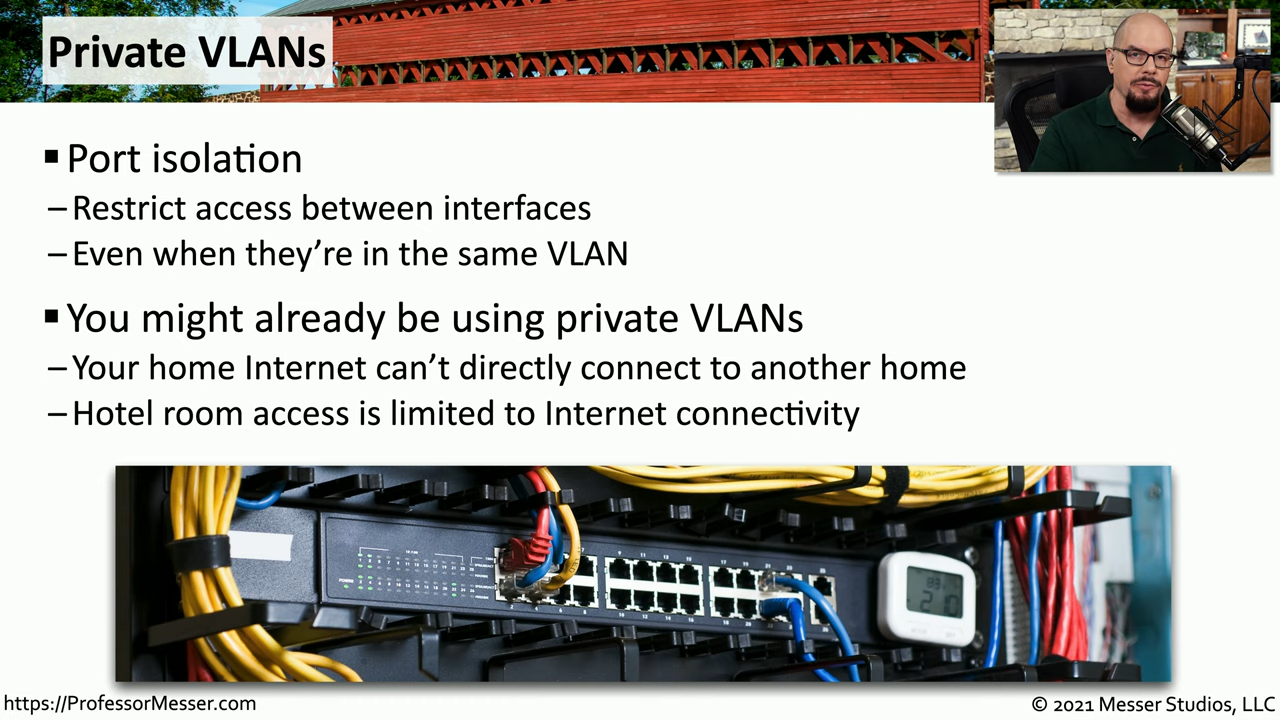 Private VLANs
▪ Port isolation
– Restrict access between interfaces
– Even when they’re in the same VLAN
▪ You might already be using private VLANs
– Your home Internet can’t directly connect to another home
– Hotel room access is limited to Internet connectivity
https://ProfessorMesser.com
© 2021 Messer Studios, LLC